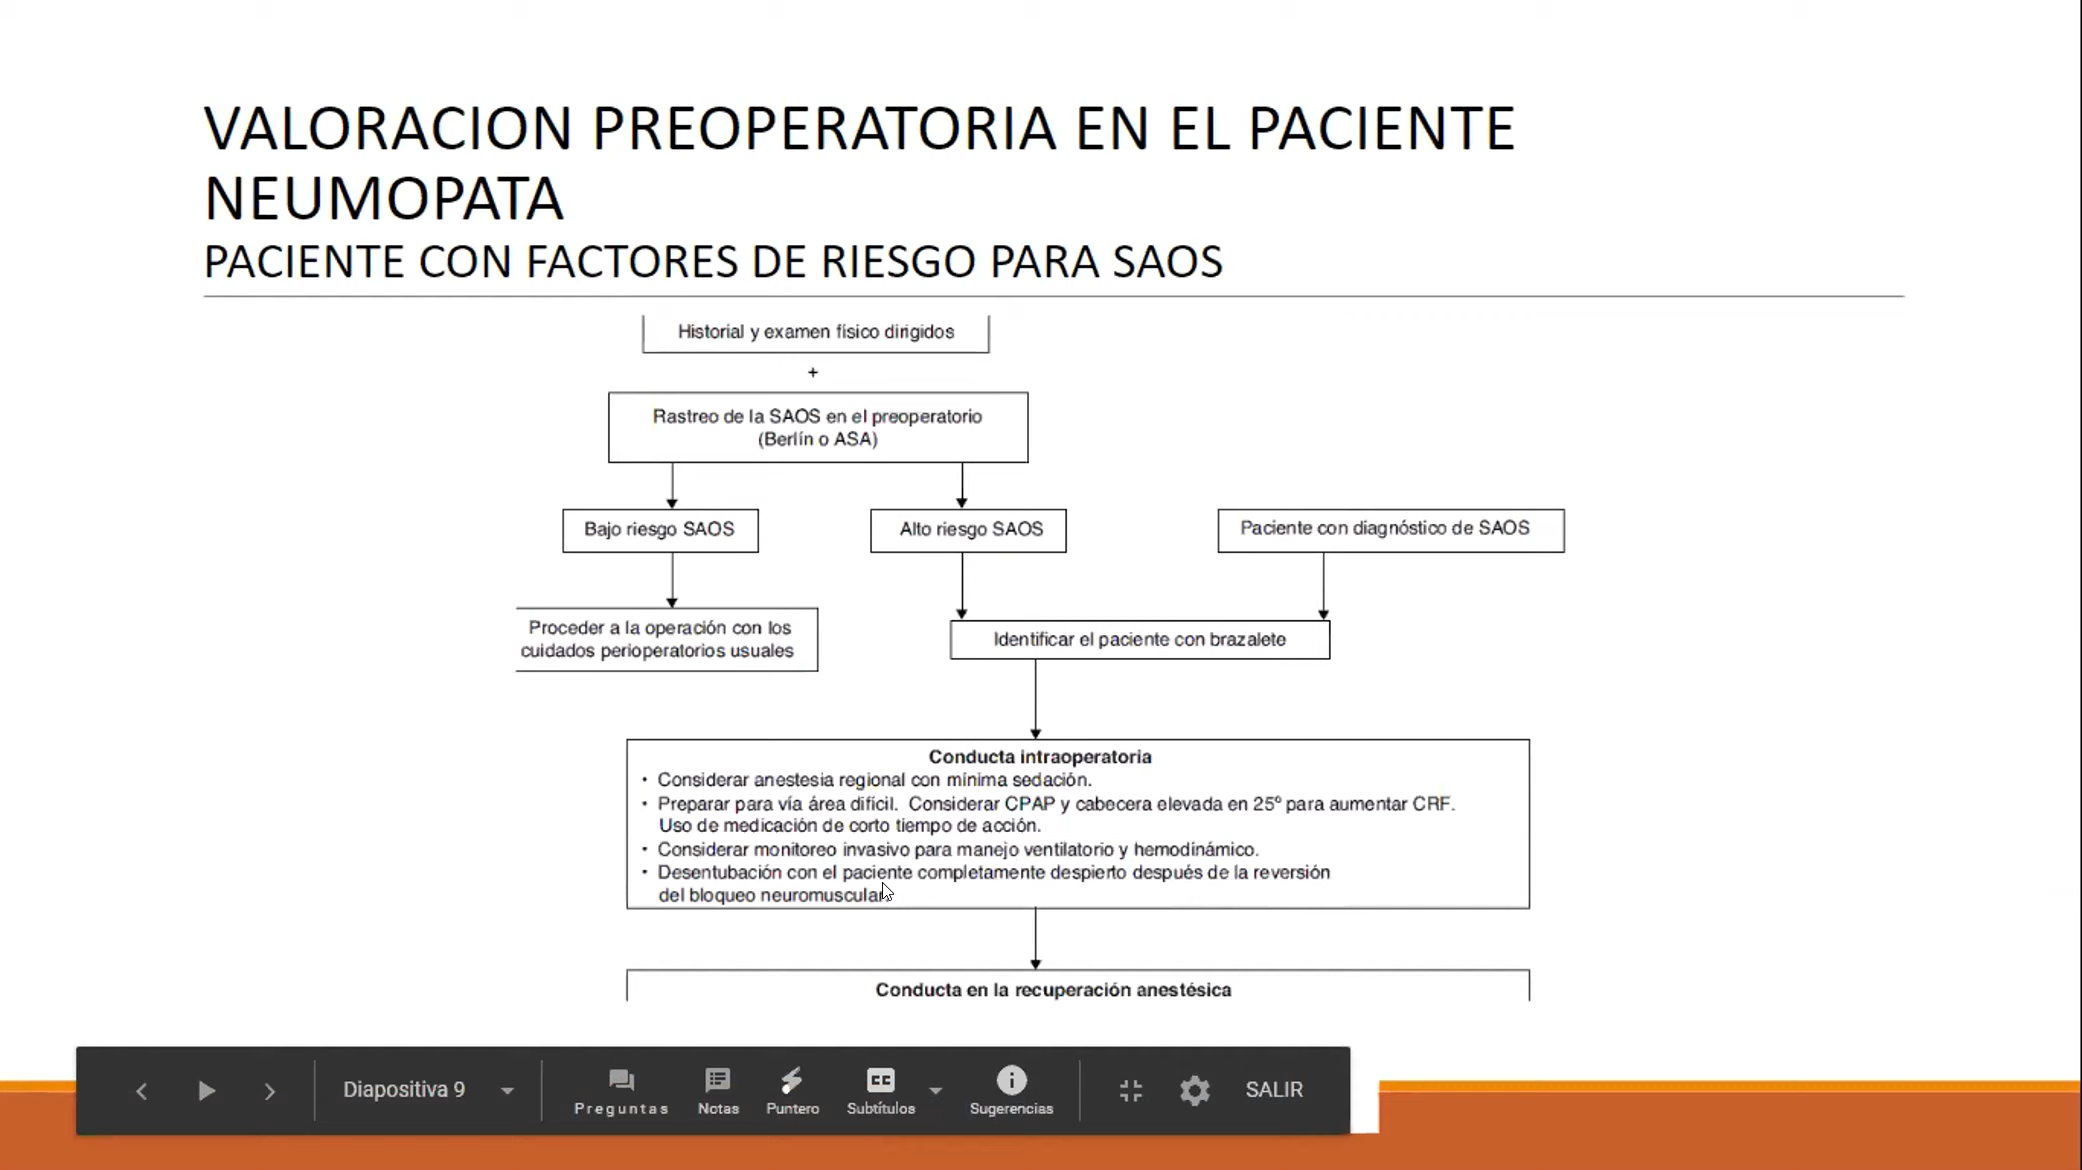 VALORACION PREOPERATORIA EN EL PACIENTE
NEUMOPATA
PACIENTE CON FACTORES DE RIESGO PARA SAOS
Historial y examen físico dirigidos
+
Rastreo de la SAOS en el preoperatorio
(Berlín o ASA)
Bajo riesgo SAOS
Alto riesgo SAOS
Paciente con diagnóstico de SAOS
Proceder a la operación con los
cuidados perioperatorios usuales
Identificar el paciente con brazalete
Conducta intraoperatoria
• Considerar anestesia regional con mínima sedación.
• Preparar para vía área difícil. Considerar CPAP y cabecera elevada en 25º para aumentar CRF.
Uso de medicación de corto tiempo de acción.
• Considerar monitoreo invasivo para manejo ventilatorio y hemodinámico.
• Desentubación con el paciente completamente despierto después de la reversión
del bloqueo neuromuscular
Conducta en la recuperación anestésica
Diapositiva 9
Preguntas
Notas
Puntero
CC
Subtítulos
Sugerencias
SALIR